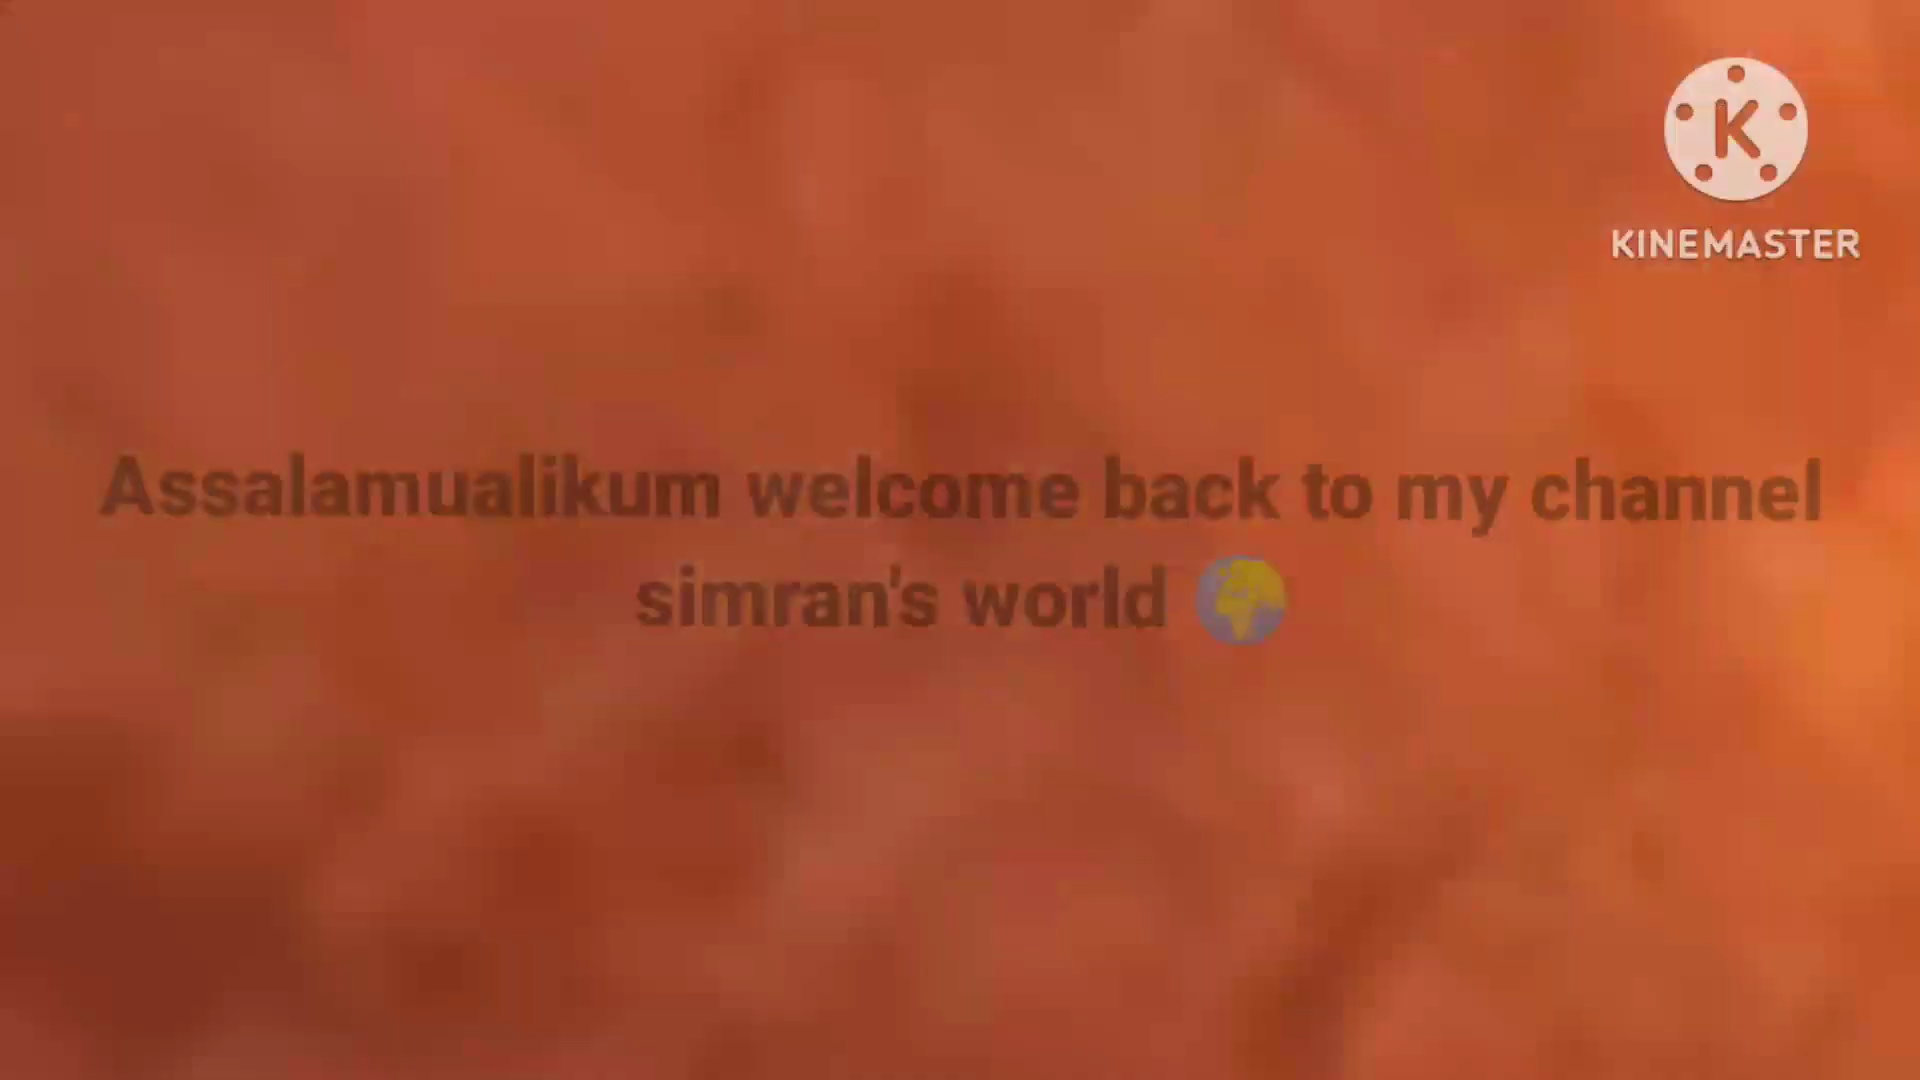 K
KINEMASTER
Assalamualikum welcome back to my channel
simran's world 🌍